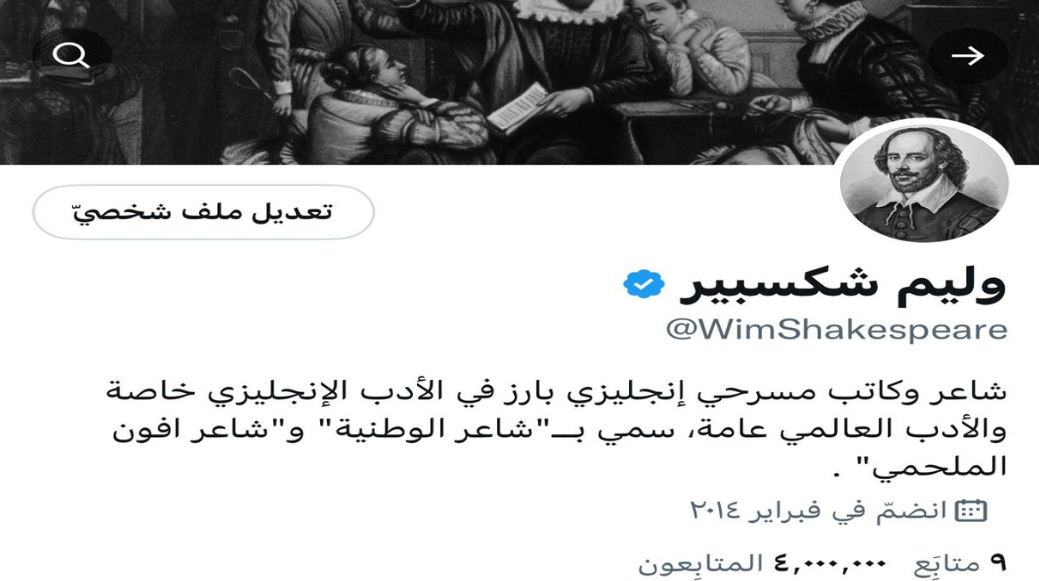 تعديل ملف شخصيّ
وليم شكسبير
@WimShakespeare
شاعر وكاتب مسرحي إنجليزي بارز في الأدب الإنجليزي خاصة
والأدب العالمي عامة، سمي بــ"شاعر الوطنية" و"شاعر افون
الملحمي" .
انضمّ في فبراير ٢٠١٤
٩ متابَع ٤,٠٠٠,٠٠٠ المتابِعون